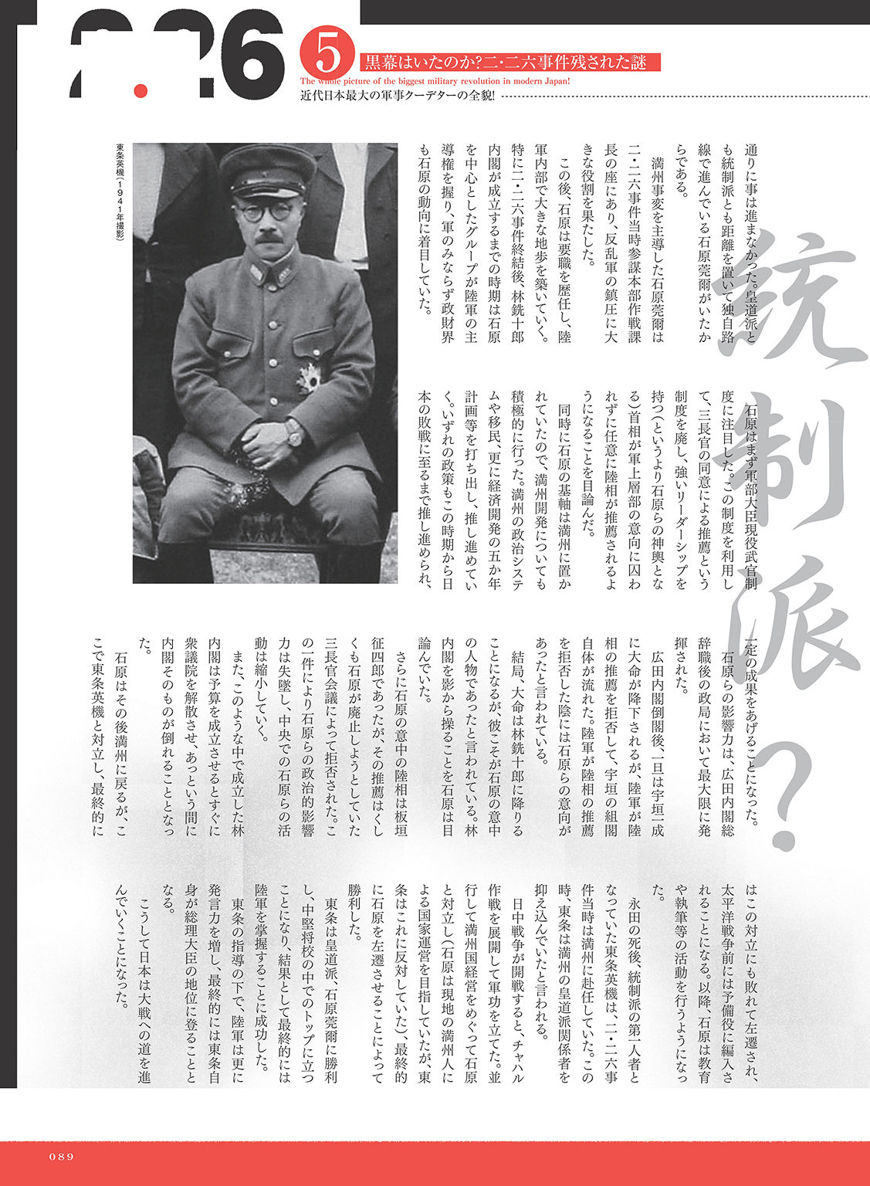 2.26
5
黒幕はいたのか?二・二六事件残された謎
The whole picture of the biggest military revolution in modern Japan!
近代日本最大の軍事クーデターの全貌!
統制派?
東条英機(1941年撮影)
通りに事は進まなかった。皇道派と
も統制派とも距離を置いて独自路
線で進んでいる石原莞爾がいたか
らである。
満州事変を主導した石原莞爾は
二・二六事件当時参謀本部作戦課
長の座にあり、反乱軍の鎮圧に大
きな役割を果たした。
この後、石原は要職を歴任し、陸
軍内部で大きな地歩を築いていく。
特に二・二六事件終結後、林銑十郎
内閣が成立するまでの時期は石原
を中心としたグループが陸軍の主
導権を握り、軍のみならず政財界
も石原の動向に着目していた。
石原はまず軍部大臣現役武官制
度に注目した。この制度を利用し
て、三長官の同意による推薦という
制度を廃し、強いリーダーシップを
持つ(というより石原らの神輿とな
る)首相が軍上層部の意向に囚わ
れずに任意に陸相が推薦されるよ
うになることを目論んだ。
同時に石原の基軸は満州に置か
れていたので、満州開発についても
積極的に行った。満州の政治システ
ムや移民、更に経済開発の五か年
計画等を打ち出し、推し進めてい
く。いずれの政策もこの時期から日
本の敗戦に至るまで推し進められ、
一定の成果をあげることになった。
石原らの影響力は、広田内閣総
辞職後の政局において最大限に発
揮された。
広田内閣倒閣後、一旦は宇垣一成
に大命が降下されるが、陸軍が陸
相の推薦を拒否して、宇垣の組閣
自体が流れた。陸軍が陸相の推薦
を拒否した陰には石原らの意向が
あったと言われている。
結局、大命は林銑十郎に降りる
ことになるが、彼こそが石原の意中
の人物であったと言われている。林
内閣を影から操ることを石原は目
論んでいた。
さらに石原の意中の陸相は板垣
征四郎であったが、その推薦はくし
くも石原が廃止しようとしていた
三長官会議によって拒否された。こ
の一件により石原らの政治的影響
力は失墜し、中央での石原らの活
動は縮小していく。
また、このような中で成立した林
内閣は予算を成立させるとすぐに
衆議院を解散させ、あっという間に
内閣そのものが倒れることとなっ
た。
石原はその後満州に戻るが、こ
こで東条英機と対立し、最終的に
はこの対立にも敗れて左遷され、
太平洋戦争前には予備役に編入さ
れることになる。以降、石原は教育
や執筆等の活動を行うようになっ
た。
永田の死後、統制派の第一人者と
なっていた東条英機は、二・二六事
件当時は満州に赴任していた。この
時、東条は満州の皇道派関係者を
抑え込んでいたと言われる。
日中戦争が開戦すると、チャハル
作戦を展開して軍功を立てた。並
行して満州国経営をめぐって石原
と対立し(石原は現地の満州人に
よる国家運営を目指していたが、東
条はこれに反対していた)、最終的
に石原を左遷させることによって
勝利した。
東条は皇道派、石原莞爾に勝利
し、中堅将校の中でのトップに立つ
ことになり、結果として最終的には
陸軍を掌握することに成功した。
東条の指導の下で、陸軍は更に
発言力を増し、最終的には東条自
身が総理大臣の地位に登ることと
なる。
こうして日本は大戦への道を進
んでいくことになった。
089